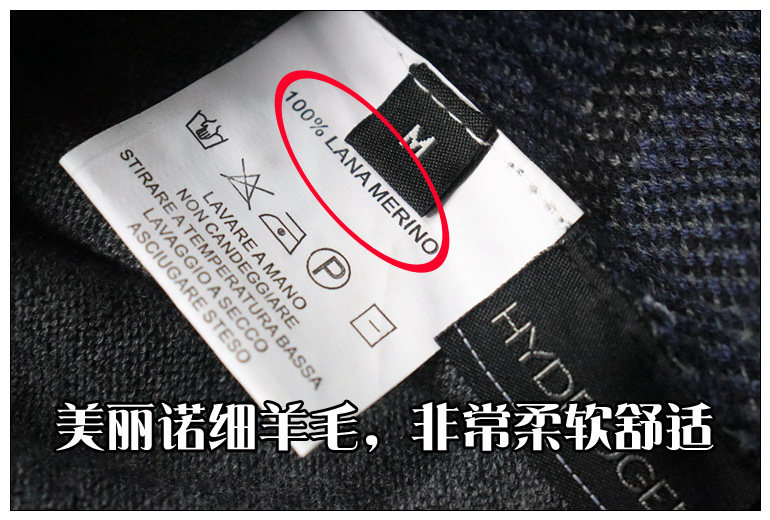 100% LANA MERINO
M
LAVARE A MANO
NON CANDEGGIARE
STIRARE A TEMPERATURA BASSA
LAVAGGIO A SECCO
ASCIUGARE STESO
P
HYDROGEN
美丽诺细羊毛，非常柔软舒适